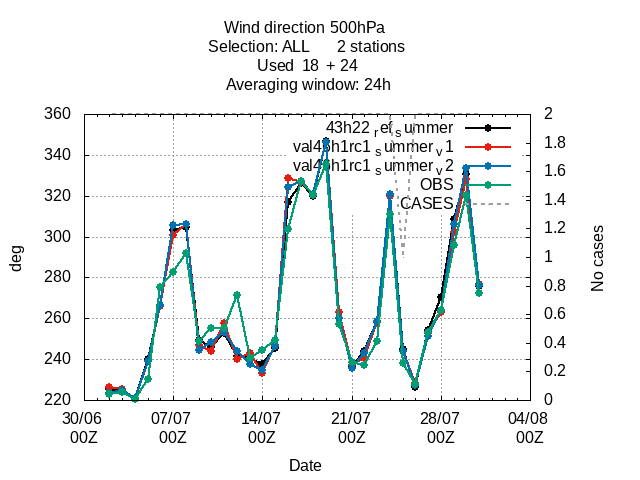 Wind direction 500hPa
Selection: ALL 2 stations
Used 18 + 24
Averaging window: 24h
360
340
320
300
280
260
240
220
2
1.8
1.6
1.4
1.2
1
0.8
0.6
0.4
0.2
0
deg
No cases
43h22_ref_summer
val43h1rc1_summer_v1
val43h1rc1_summer_v2
OBS
CASES
30/06 07/07 14/07 21/07 28/07 04/08
00Z 00Z 00Z 00Z 00Z 00Z
Date